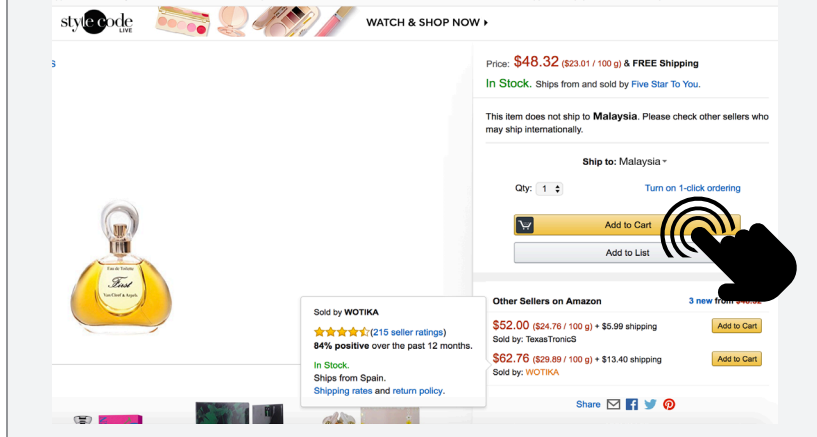 style code
LIVE
WATCH & SHOP NOW
s
Price: $48.32 ($23.01 / 100 g) & FREE Shipping
In Stock. Ships from and sold by Five Star To You.
This item does not ship to Malaysia. Please check other sellers who
may ship internationally.
Ship to: Malaysia
Qty: 1
Turn on 1-click ordering
Add to Cart
Add to List
Eau de Toilette
First
Van Cleef & Arpels
Other Sellers on Amazon
3 new from $48.32
$52.00 ($24.76 / 100 g) + $5.99 shipping
Add to Cart
Sold by: TexasTronicS
$62.76 ($29.89 / 100 g) + $13.40 shipping
Add to Cart
Sold by: WOTIKA
Sold by WOTIKA
(215 seller ratings)
84% positive over the past 12 months.
In Stock.
Ships from Spain.
Shipping rates and return policy.
Share